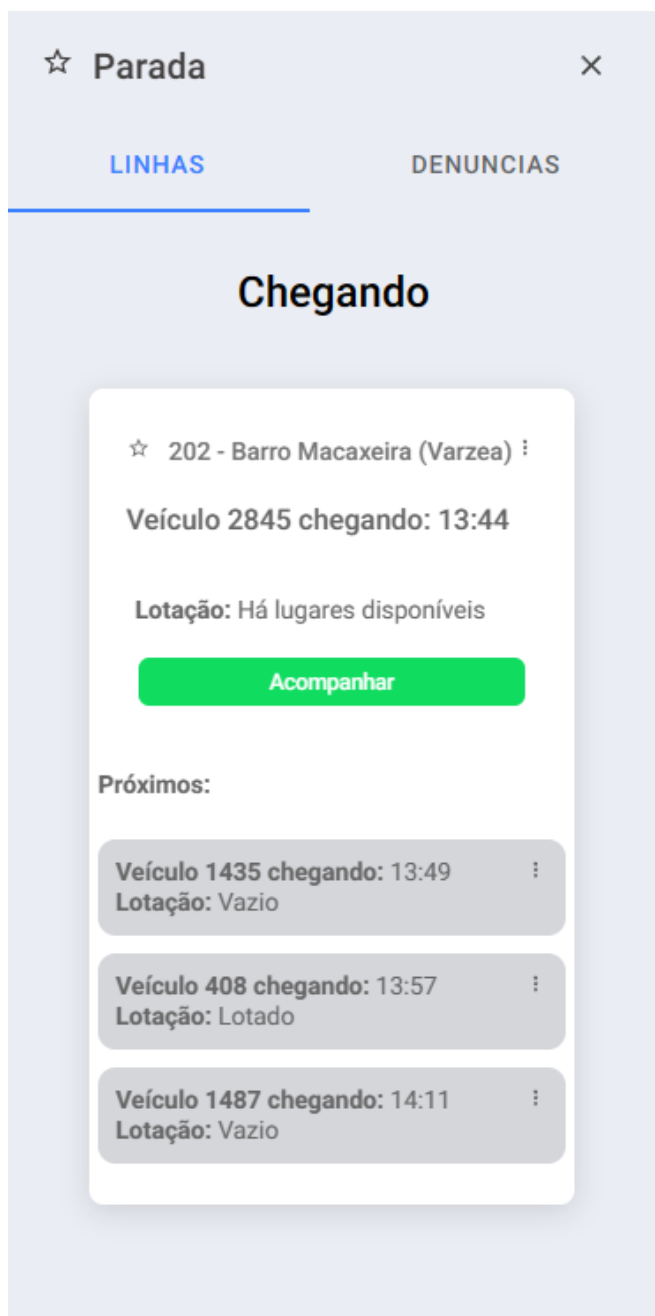 Parada
LINHAS DENUNCIAS
Chegando
202 - Barro Macaxeira (Varzea)
Veículo 2845 chegando: 13:44
Lotação: Há lugares disponíveis
Acompanhar
Próximos:
Veículo 1435 chegando: 13:49
Lotação: Vazio
Veículo 408 chegando: 13:57
Lotação: Lotado
Veículo 1487 chegando: 14:11
Lotação: Vazio